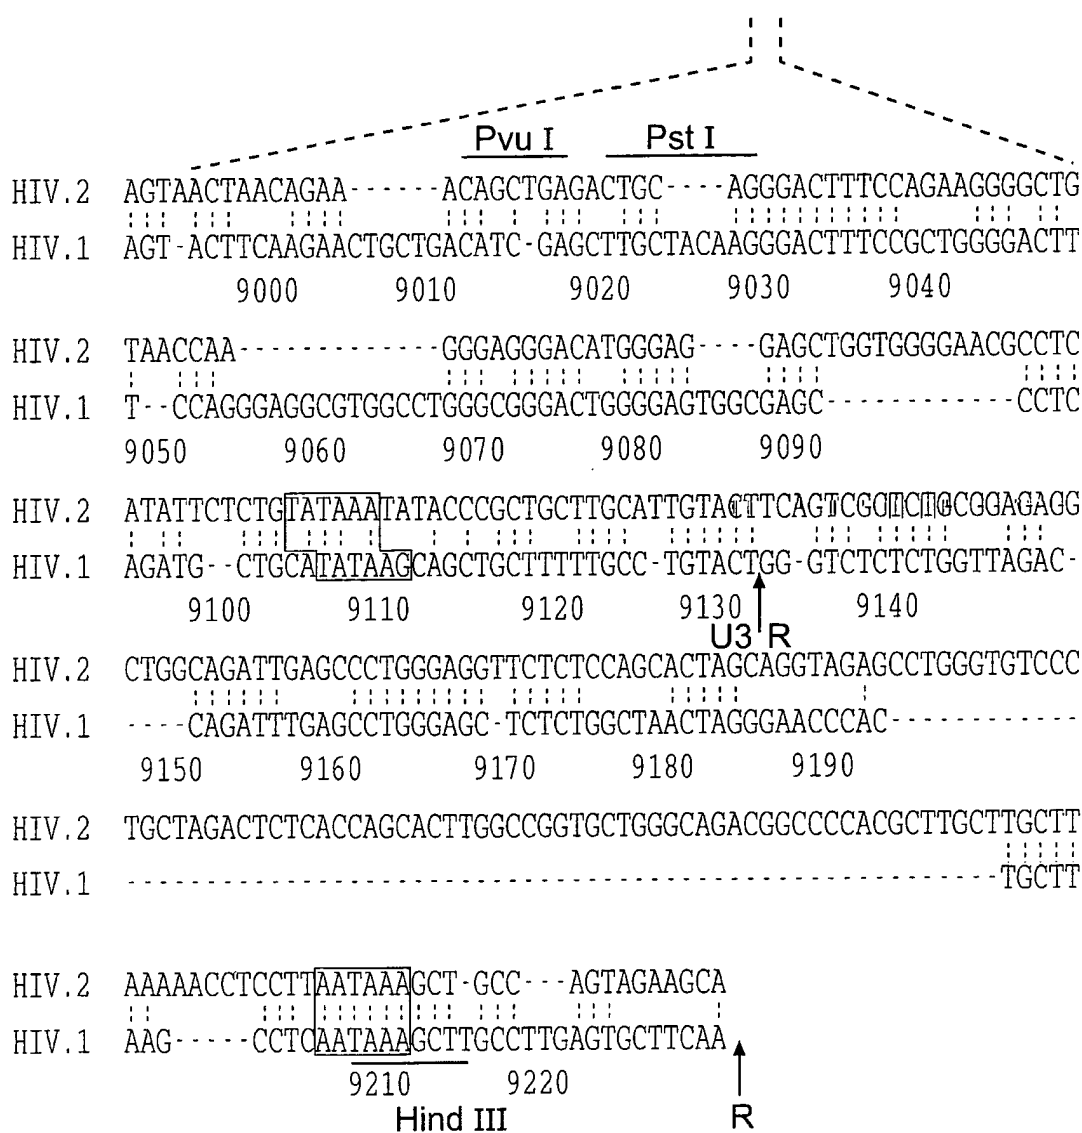 Pvu I Pst I
HIV.2 AGTAACTAACAGAA------ACAGCTGAGACTGC----AGGGACTTTCCAGAAGGGGCTG
HIV.1 AGT-ACTTCAAGAACTGCTGACATC-GAGCTTGCTACAAGGGACTTTCCGCTGGGGACTT
9000 9010 9020 9030 9040
HIV.2 TAACCAA-------------GGGAGGGACATGGGAG----GAGCTGGTGGGGAACGCCTC
HIV.1 T--CCAGGGAGGCGTGGCCTGGGCGGGACTGGGGAGTGGCGAGC------------CCTC
9050 9060 9070 9080 9090
HIV.2 ATATTCTCTGTATAAATATACCCGCTGCTTGCATTGTACTTCAGTCGCTCTGCGGAGAGG
HIV.1 AGATG--CTGCATATAAGCAGCTGCTTTTTGCC-TGTACTGG-GTCTCTCTGGTTAGAC-
9100 9110 9120 9130 9140
U3 R
HIV.2 CTGGCAGATTGAGCCCTGGGAGGTTCTCTCCAGCACTAGCAGGTAGAGCCTGGGTGTCCC
HIV.1 ----CAGATTTGAGCCTGGGAGC-TCTCTGGCTAACTAGGGAACCCAC------------
9150 9160 9170 9180 9190
HIV.2 TGCTAGACTCTCACCAGCACTTGGCCGGTGCTGGGCAGACGGCCCCACGCTTGCTTGCTT
HIV.1 -------------------------------------------------------TGCTT
HIV.2 AAAAACCTCCTTAATAAAGCT-GCC---AGTAGAAGCA
HIV.1 AAG-----CCTCAATAAAGCTTGCCTTGAGTGCTTCAA
9210 9220
Hind III R